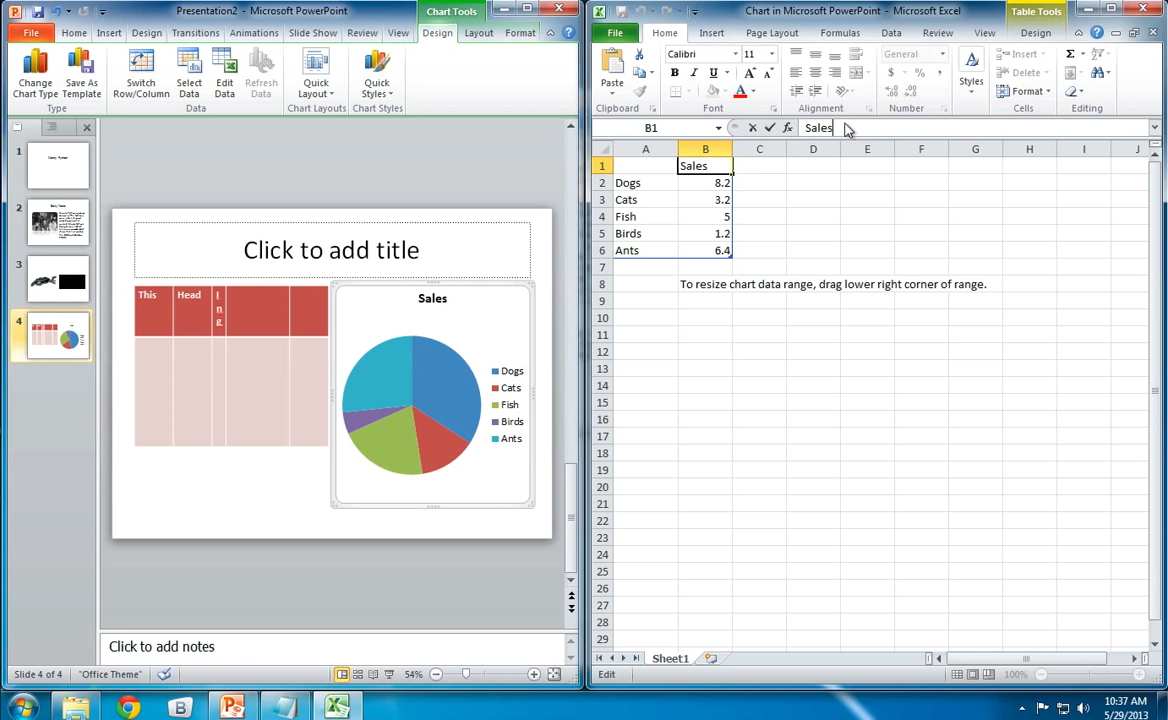 Presentation2 - Microsoft PowerPoint
Chart Tools
File Home Insert Design Transitions Animations Slide Show Review View Design Layout Format
Change Chart Type
Save As Template
Switch Row/Column
Select Data
Edit Data
Refresh Data
Quick Layout
Quick Styles
Type Data Chart Layouts Chart Styles
1
2
3
4
Click to add title
This Head I n g
Sales
Dogs
Cats
Fish
Birds
Ants
Click to add notes
Slide 4 of 4 "Office Theme" 54%
Chart in Microsoft PowerPoint - Microsoft Excel
Table Tools
File Home Insert Page Layout Formulas Data Review View Design
Paste
Calibri 11
B I U A
General
$ % ,
Styles
Insert
Delete
Format
Clipboard Font Alignment Number Cells Editing
B1 fx Sales
A B C D E F G H I J
1 Sales
2 Dogs 8.2
3 Cats 3.2
4 Fish 5
5 Birds 1.2
6 Ants 6.4
7
8 To resize chart data range, drag lower right corner of range.
9
10
11
12
13
14
15
16
17
18
19
20
21
22
23
24
25
26
27
28
29
Sheet1
Edit 100%
10:37 AM
5/29/2013